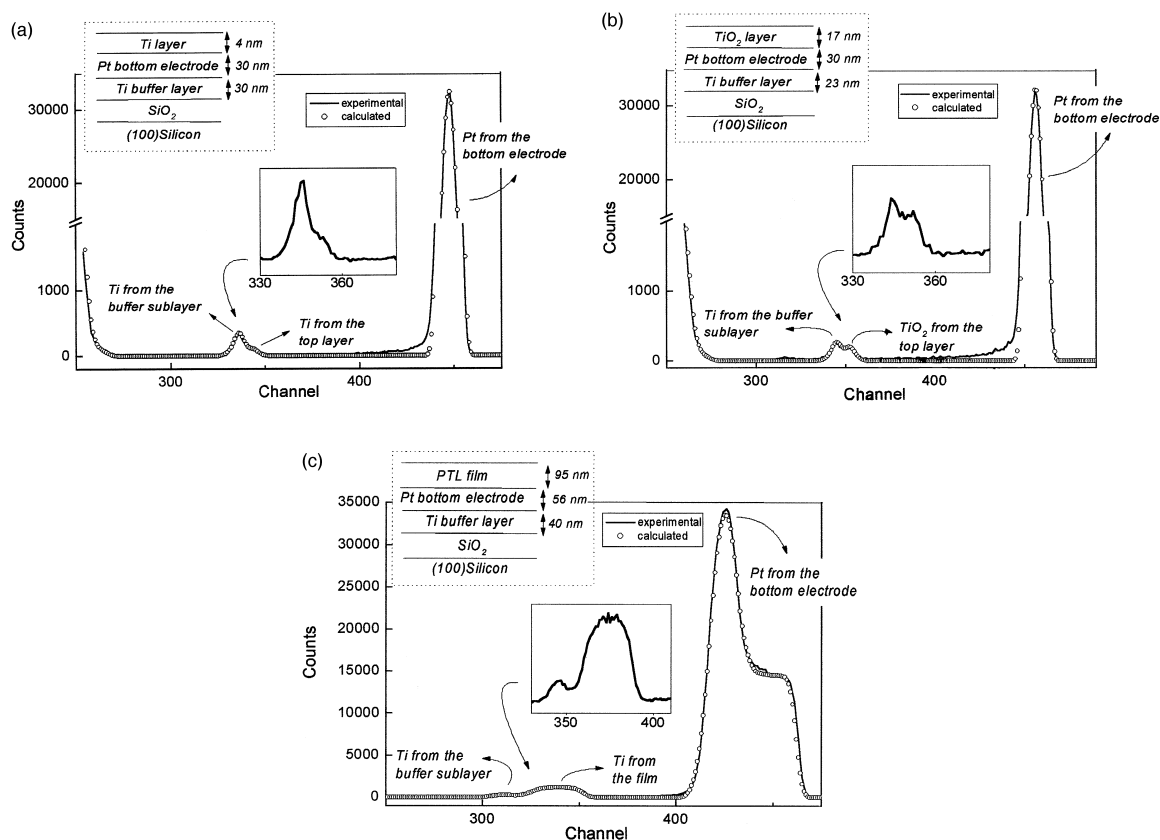 (a)
Ti layer
4 nm
Pt bottom electrode
30 nm
Ti buffer layer
30 nm
SiO2
(100)Silicon
experimental
calculated
Pt from the
bottom electrode
Ti from the
buffer sublayer
Ti from the
top layer
330
360
30000
20000
1000
0
Counts
300
400
Channel
(b)
TiO2 layer
17 nm
Pt bottom electrode
30 nm
Ti buffer layer
23 nm
SiO2
(100)Silicon
experimental
calculated
Pt from the
bottom electrode
Ti from the buffer
sublayer
TiO2 from the
top layer
330
360
30000
20000
1000
0
Counts
300
400
Channel
(c)
PTL film
95 nm
Pt bottom electrode
56 nm
Ti buffer layer
40 nm
SiO2
(100)Silicon
experimental
calculated
Pt from the
bottom electrode
350
400
Ti from the
buffer sublayer
Ti from
the film
35000
30000
25000
20000
15000
10000
5000
0
Counts
300
400
Channel